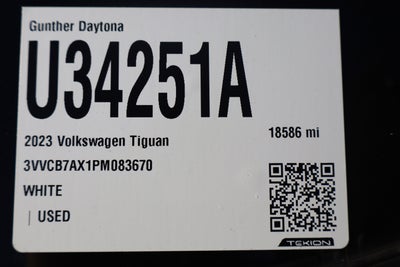 Gunther Daytona
U34251A
2023 Volkswagen Tiguan 18586 mi
3VVCB7AX1PM083670
WHITE
| USED
TEKION